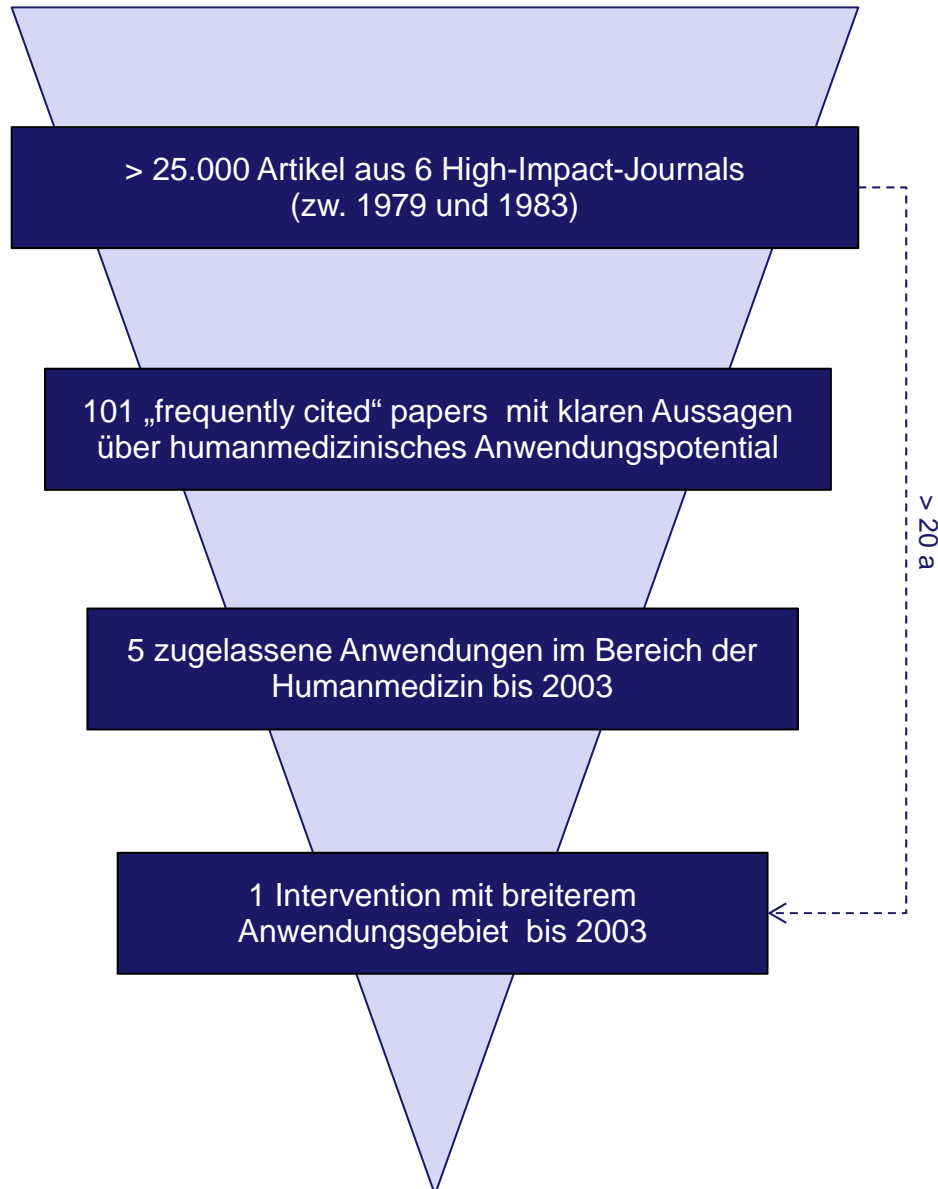 > 25.000 Artikel aus 6 High-Impact-Journals
(zw. 1979 und 1983)
101 „frequently cited“ papers  mit klaren Aussagen
über humanmedizinisches Anwendungspotential
> 20 a
5 zugelassene Anwendungen im Bereich der
Humanmedizin bis 2003
1 Intervention mit breiterem
Anwendungsgebiet  bis 2003